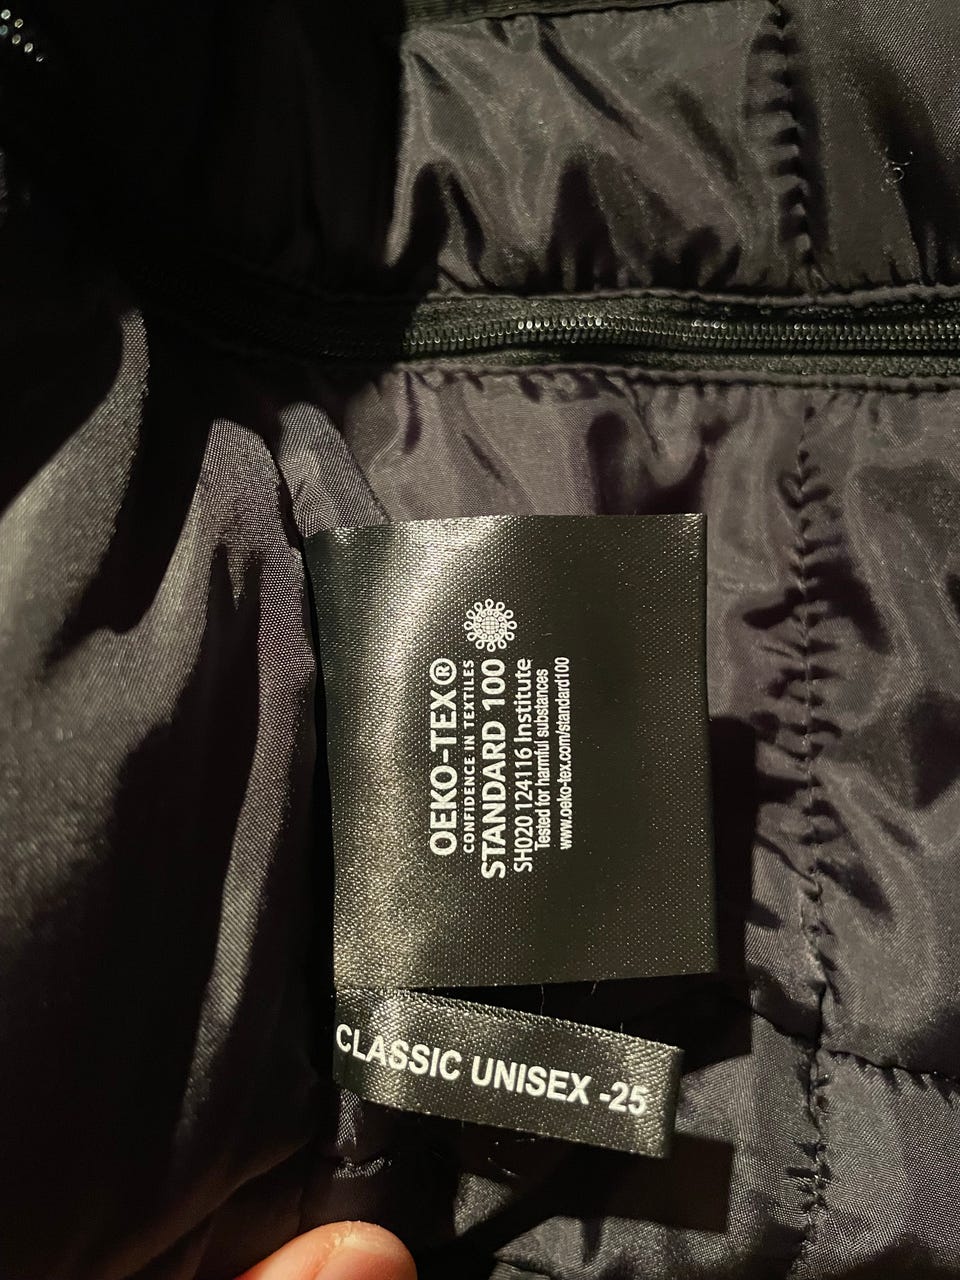 OEKO-TEX®
CONFIDENCE IN TEXTILES
STANDARD 100
SH020 124116 Institute
Tested for harmful substances
www.oeko-tex.com/standard100
CLASSIC UNISEX -25